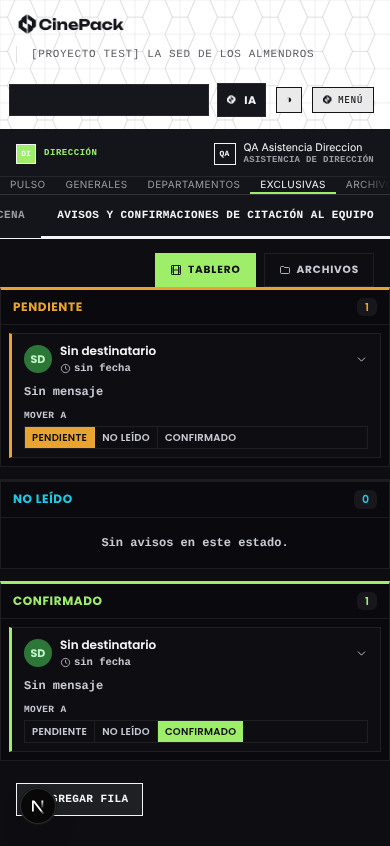 CinePack
[PROYECTO TEST] LA SED DE LOS ALMENDROS
IA
MENÚ
DI
DIRECCIÓN
QA
QA Asistencia Direccion
ASISTENCIA DE DIRECCIÓN
PULSO GENERALES DEPARTAMENTOS EXCLUSIVAS ARCHIV
CENA AVISOS Y CONFIRMACIONES DE CITACIÓN AL EQUIPO
TABLERO ARCHIVOS
PENDIENTE 1
SD Sin destinatario
sin fecha
Sin mensaje
MOVER A
PENDIENTE NO LEÍDO CONFIRMADO
NO LEÍDO 0
Sin avisos en este estado.
CONFIRMADO 1
SD Sin destinatario
sin fecha
Sin mensaje
MOVER A
PENDIENTE NO LEÍDO CONFIRMADO
N GREGAR FILA